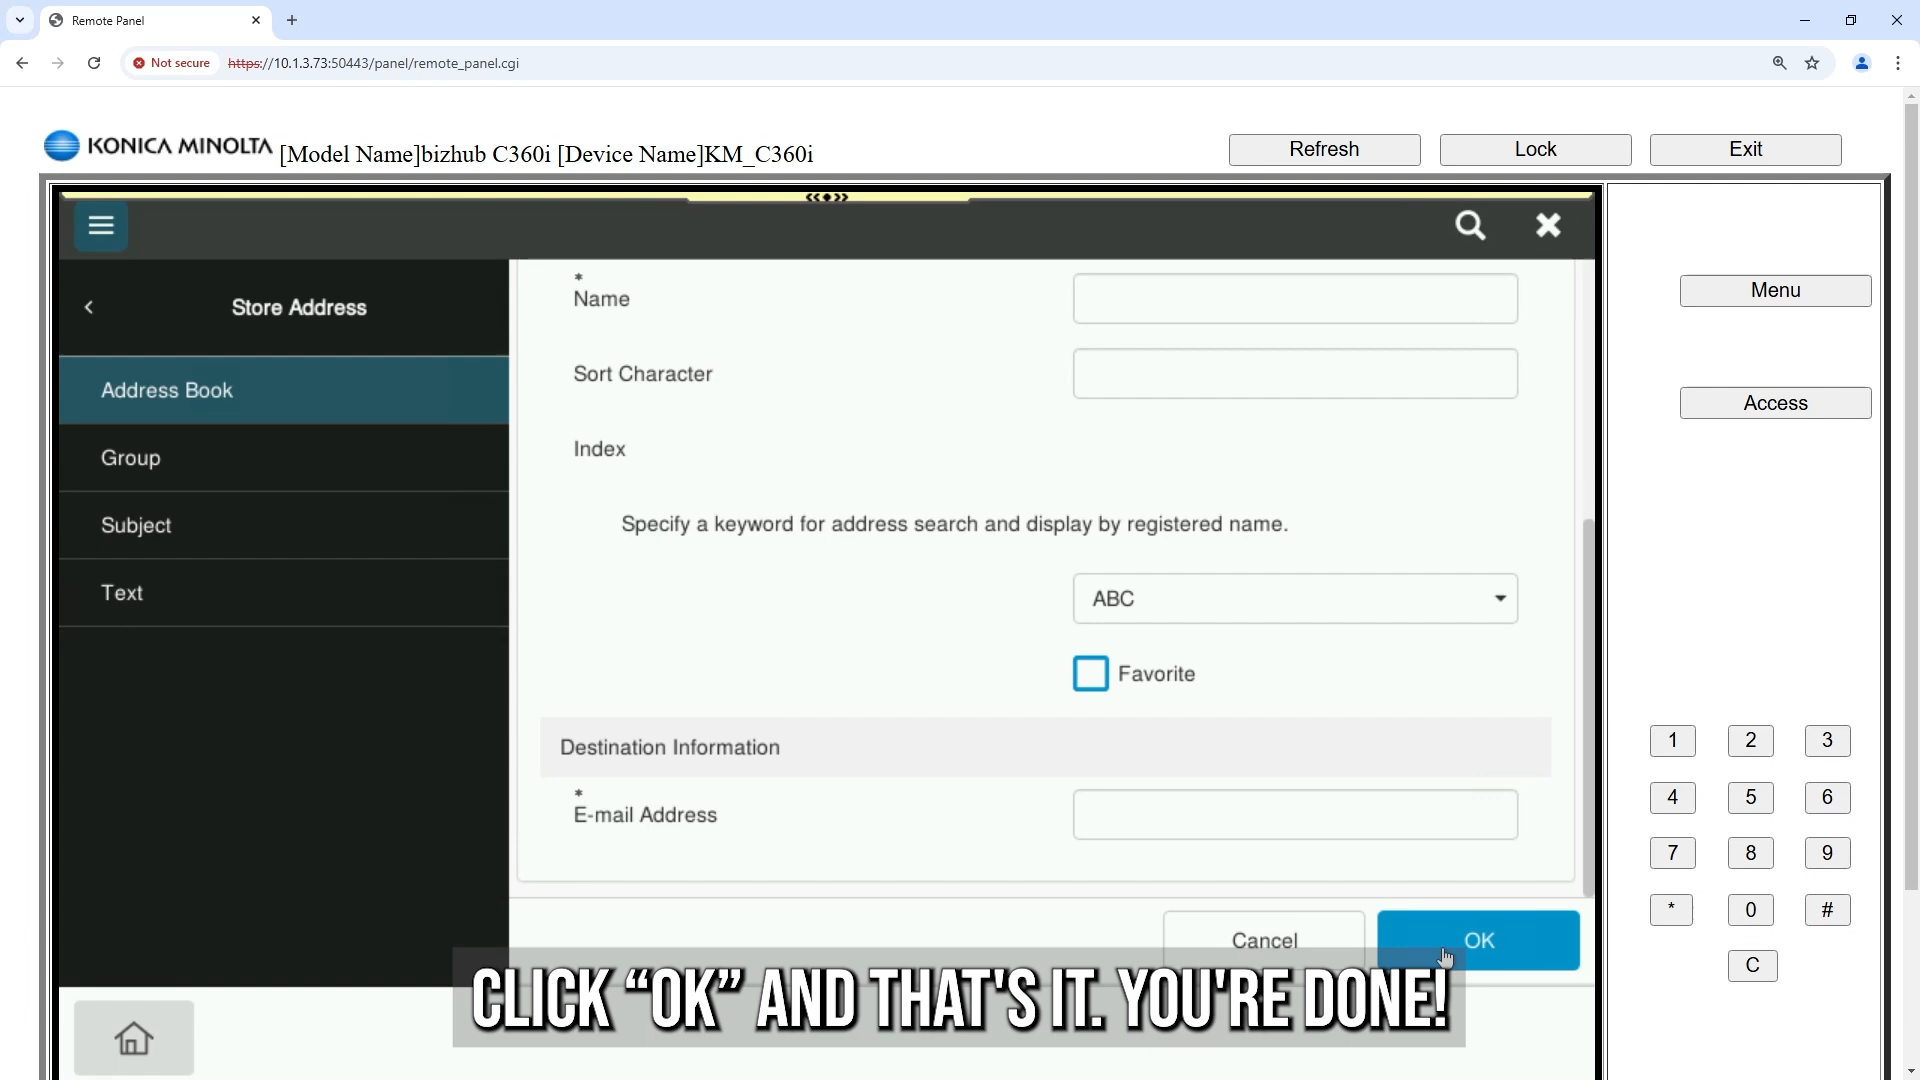 Remote Panel
Not secure
https://10.1.3.73:50443/panel/remote_panel.cgi
KONICA MINOLTA
[Model Name]bizhub C360i [Device Name]KM_C360i
Refresh
Lock
Exit
Menu
Access
Store Address
Address Book
Group
Subject
Text
*
Name
Sort Character
Index
Specify a keyword for address search and display by registered name.
ABC
Favorite
Destination Information
*
E-mail Address
Cancel
OK
1 2 3
4 5 6
7 8 9
* 0 #
C
CLICK “OK” AND THAT'S IT. YOU'RE DONE!